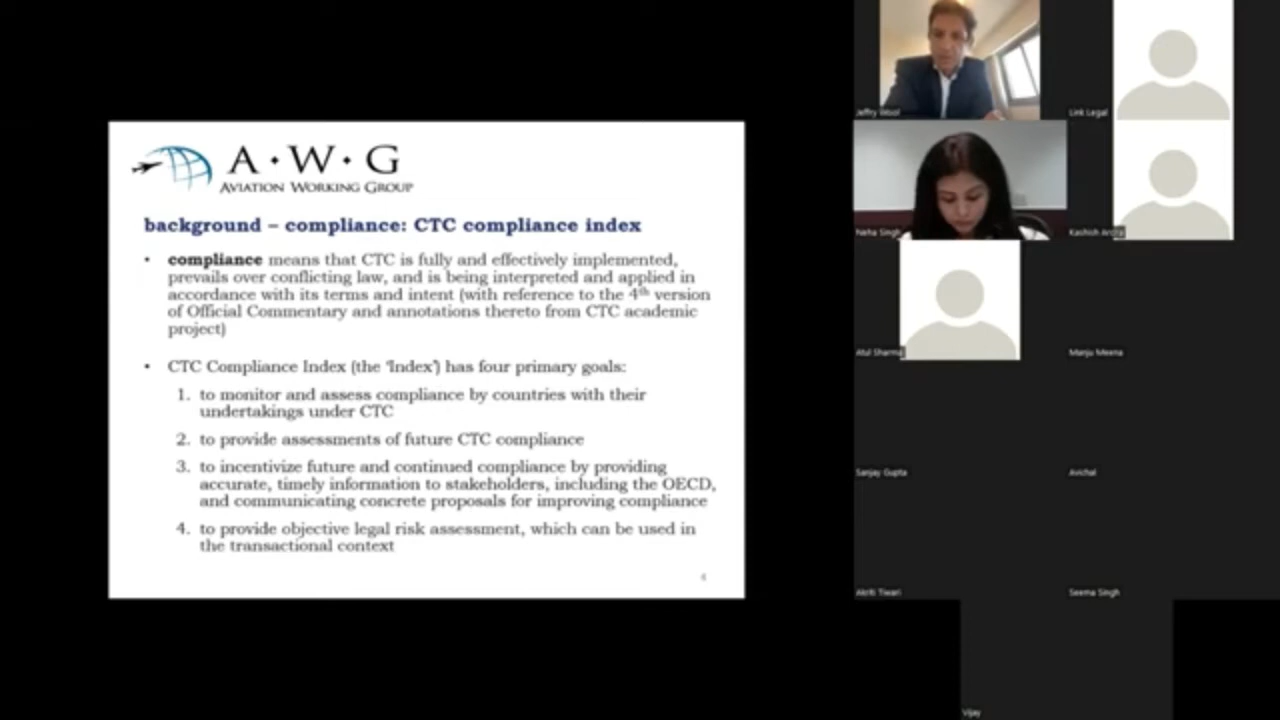 A·W·G
AVIATION WORKING GROUP
background – compliance: CTC compliance index
• compliance means that CTC is fully and effectively implemented,
prevails over conflicting law, and is being interpreted and applied in
accordance with its terms and intent (with reference to the 4th version
of Official Commentary and annotations thereto from CTC academic
project)
• CTC Compliance Index (the 'Index') has four primary goals:
1. to monitor and assess compliance by countries with their
undertakings under CTC
2. to provide assessments of future CTC compliance
3. to incentivize future and continued compliance by providing
accurate, timely information to stakeholders, including the OECD,
and communicating concrete proposals for improving compliance
4. to provide objective legal risk assessment, which can be used in
the transactional context
Jeffry Wool
Link Legal
Neha Singh
Kashish Arora
Atul Sharma
Manju Meena
Sanjay Gupta
Avichal
Akriti Tiwari
Seema Singh
Vijay